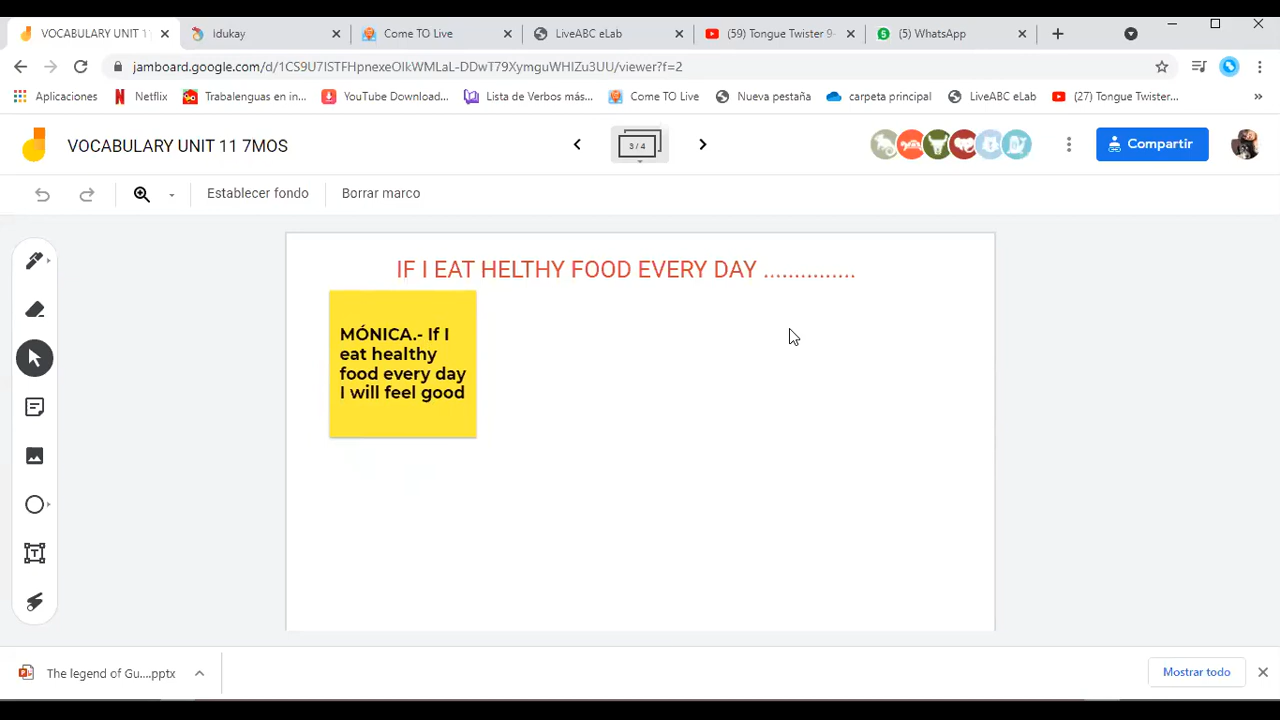 VOCABULARY UNIT 11
idukay
Come TO Live
LiveABC eLab
(59) Tongue Twister 9-
(5) WhatsApp
jamboard.google.com/d/1CS9U7ISTFHpnexeOIkWMLaL-DDwT79XymguWHIZu3UU/viewer?f=2
Aplicaciones
Netflix
Trabalenguas en in...
YouTube Download...
Lista de Verbos más...
Come TO Live
Nueva pestaña
carpeta principal
LiveABC eLab
(27) Tongue Twister...
»
VOCABULARY UNIT 11 7MOS
3 / 4
Compartir
Establecer fondo
Borrar marco
IF I EAT HELTHY FOOD EVERY DAY ...............
MÓNICA.- If I
eat healthy
food every day
I will feel good
The legend of Gu....pptx
Mostrar todo